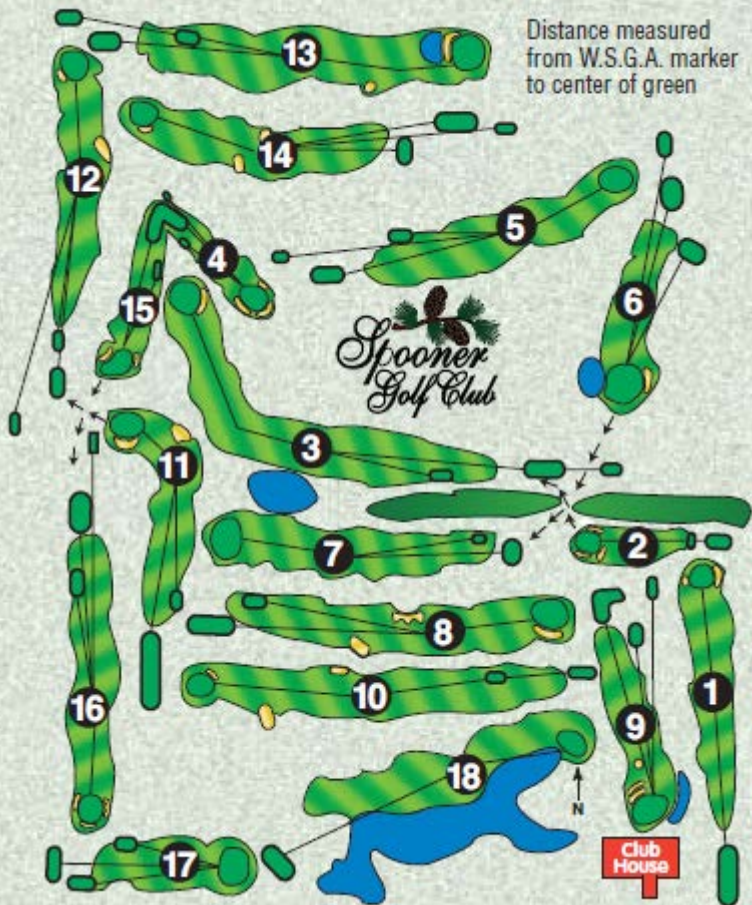 Distance measured
from W.S.G.A. marker
to center of green
13
14
12
5
4
6
15
Spooner
Golf Club
3
11
7
2
8
1
16
10
9
18
N
17
Club
House